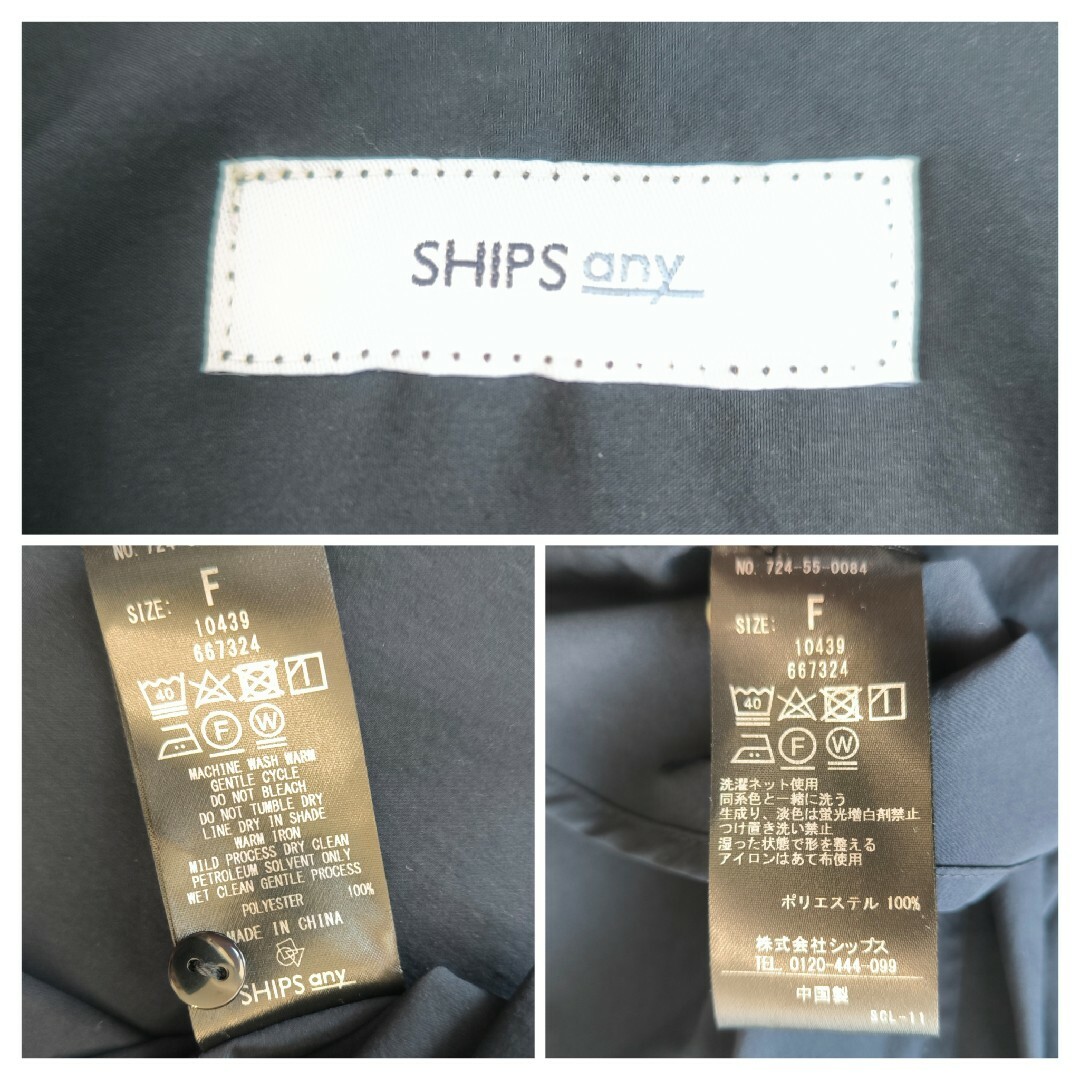 SHIPS any
NO. 724-
SIZE: F
10439
667324
40
F W
MACHINE WASH WARM
GENTLE CYCLE
DO NOT BLEACH
DO NOT TUMBLE DRY
LINE DRY IN SHADE
WARM IRON
MILD PROCESS DRY CLEAN
PETROLEUM SOLVENT ONLY
WET CLEAN GENTLE PROCESS
POLYESTER 100%
MADE IN CHINA
SHIPS any
NO. 724-55-0084
SIZE: F
10439
667324
40
F W
洗濯ネット使用
同系色と一緒に洗う
生成り、淡色は蛍光増白剤禁止
つけ置き洗い禁止
湿った状態で形を整える
アイロンはあて布使用
ポリエステル 100%
株式会社シップス
TEL. 0120-444-099
中国製
SCL-11